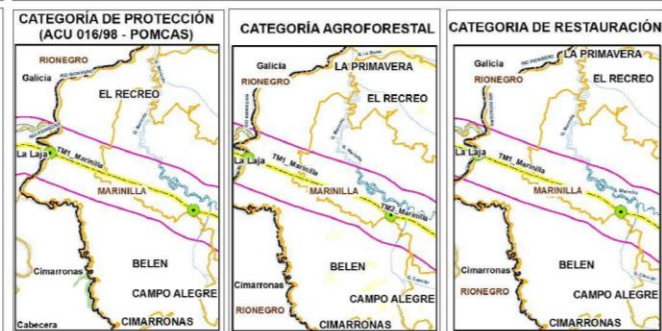 CATEGORÍA DE PROTECCIÓN
(ACU 016/98 - POMCAS)
RIONEGRO
Galicia
EL RECREO
La Laja
TM1_Marinilla
MARINILLA
BELEN
Cimarronas
CAMPO ALEGRE
Cabecera
CIMARRONAS
CATEGORÍA AGROFORESTAL
LA PRIMAVERA
Galicia
RIONEGRO
EL RECREO
La Laja
TM1_Marinilla
MARINILLA
TM2_Marinilla
BELEN
Cimarronas
CAMPO ALEGRE
RIONEGRO
CIMARRONAS
CATEGORIA DE RESTAURACIÓN
LA PRIMAVERA
Galicia
RIONEGRO
EL RECREO
La Laja
TM1_Marinilla
MARINILLA
BELEN
Cimarronas
CAMPO ALEGRE
RIONEGRO
CIMARRONAS